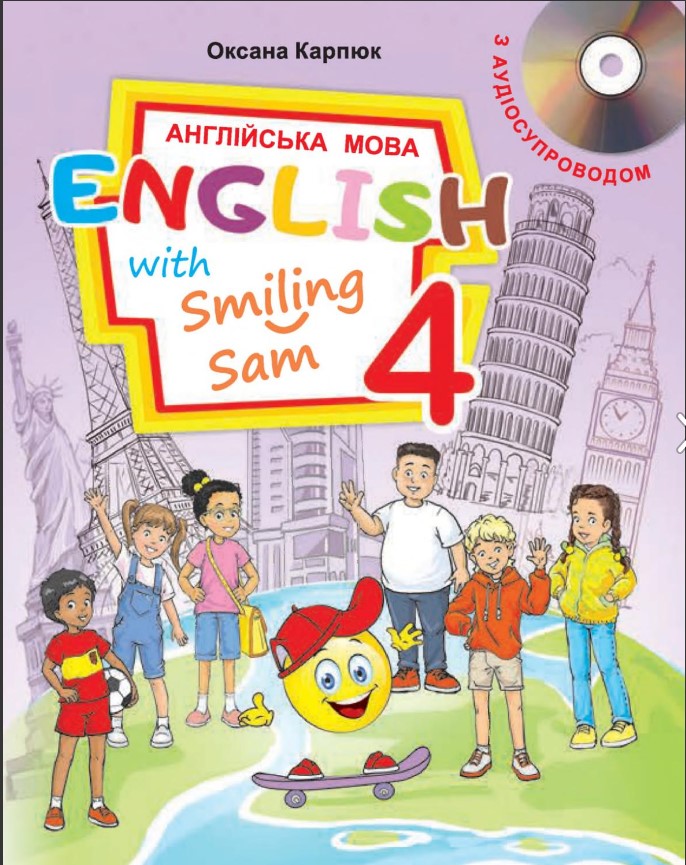 Оксана Карпюк
З АУДІОСУПРОВОДОМ
АНГЛІЙСЬКА МОВА
ENGLISH
with
Smiling
Sam
4